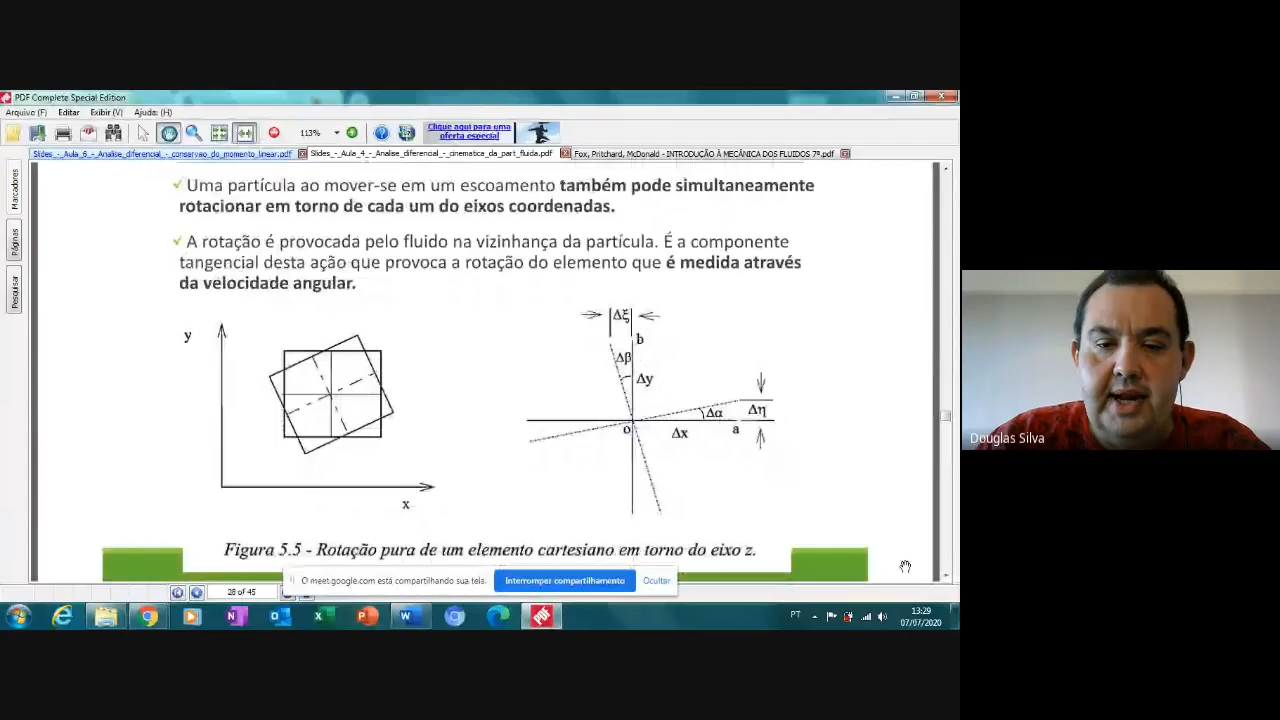 PDF Complete Special Edition
Arquivo (F) Editar Exibir (V) Ajuda: (H)
113%
Clique aqui para uma
oferta especial
Slides_-_Aula_6_-_Analise_diferencial_-_conservao_do_momento_linear.pdf
Slides_-_Aula_4_-_Analise_diferencial_-_cinematica_da_part_fluida.pdf
Fox, Pritchard, McDonald - INTRODUÇÃO À MECÂNICA DOS FLUIDOS 7ª.pdf
Marcadores
Páginas
Pesquisar
✓ Uma partícula ao mover-se em um escoamento também pode simultaneamente
rotacionar em torno de cada um do eixos coordenadas.
✓ A rotação é provocada pelo fluido na vizinhança da partícula. É a componente
tangencial desta ação que provoca a rotação do elemento que é medida através
da velocidade angular.
y
x
Δξ
b
Δβ
Δy
Δα
Δη
o
Δx
a
Figura 5.5 - Rotação pura de um elemento cartesiano em torno do eixo z.
O meet.google.com está compartilhando sua tela.
Interromper compartilhamento
Ocultar
28 of 45
PT
13:29
07/07/2020
Douglas Silva